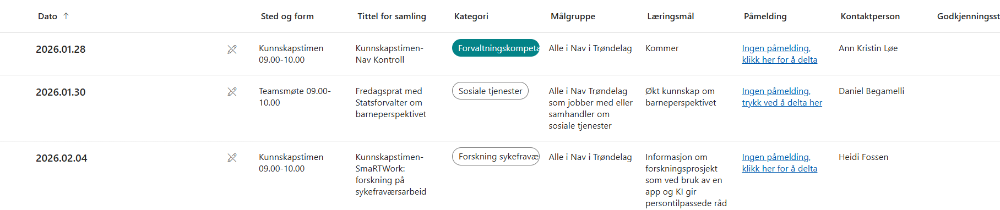 Dato ↑
Sted og form
Tittel for samling
Kategori
Målgruppe
Læringsmål
Påmelding
Kontaktperson
Godkjenningsst
2026.01.28
Kunnskapstimen
09.00-10.00
Kunnskapstimen-
Nav Kontroll
Forvaltningskompeta
Alle i Nav i Trøndelag
Kommer
Ingen påmelding,
klikk her for å delta
Ann Kristin Løe
2026.01.30
Teamsmøte 09.00-
10.00
Fredagsprat med
Statsforvalter om
barneperspektivet
Sosiale tjenester
Alle i Nav Trøndelag
som jobber med eller
samhandler om
sosiale tjenester
Økt kunnskap om
barneperspektivet
Ingen påmelding,
trykk ved å delta her
Daniel Begamelli
2026.02.04
Kunnskapstimen
09.00-10.00
Kunnskapstimen-
SmaRTWork:
forskning på
sykefraværsarbeid
Forskning sykefravæ
Alle i Nav i Trøndelag
Informasjon om
forskningsprosjekt
som ved bruk av en
app og KI gir
persontilpassede råd
Ingen påmelding,
klikk her for å delta
Heidi Fossen